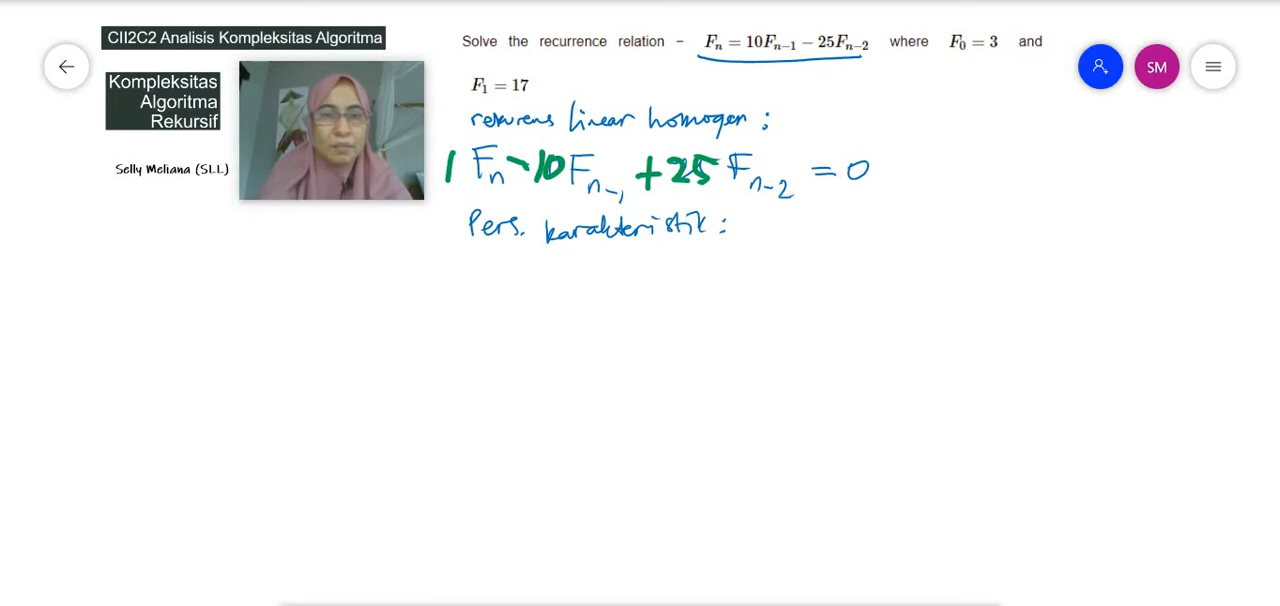 CII2C2 Analisis Kompleksitas Algoritma
Kompleksitas
Algoritma
Rekursif
Selly Meliana (SLL)
Solve the recurrence relation − Fₙ = 10Fₙ₋₁ − 25Fₙ₋₂ where F₀ = 3 and
F₁ = 17
rekurens linear homogen :
1 Fₙ -10 Fₙ₋₁ +25 Fₙ₋₂ = 0
Pers. karakteristik :
SM